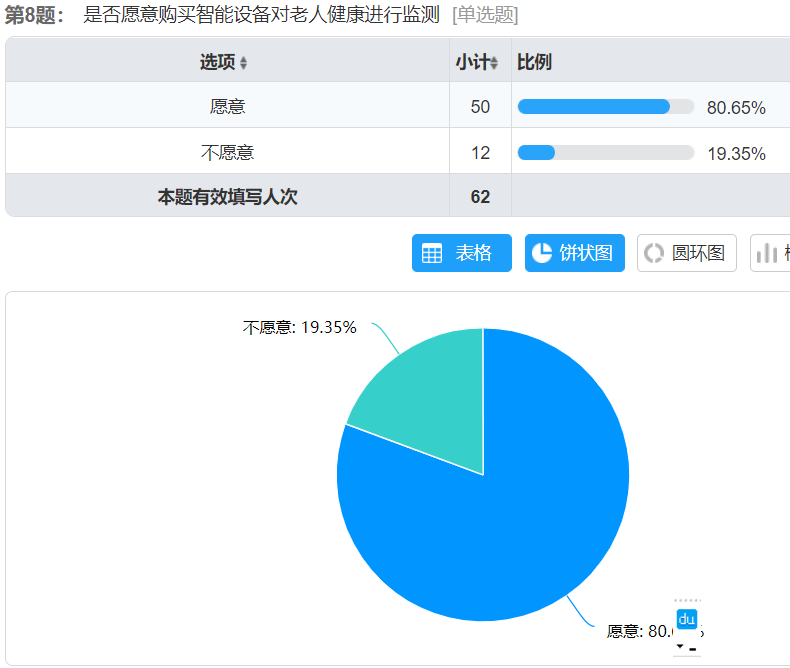 第8题： 是否愿意购买智能设备对老人健康进行监测 [单选题]
选项 小计 比例
愿意 50 80.65%
不愿意 12 19.35%
本题有效填写人次 62
表格 饼状图 圆环图
不愿意: 19.35%
du
愿意: 80.